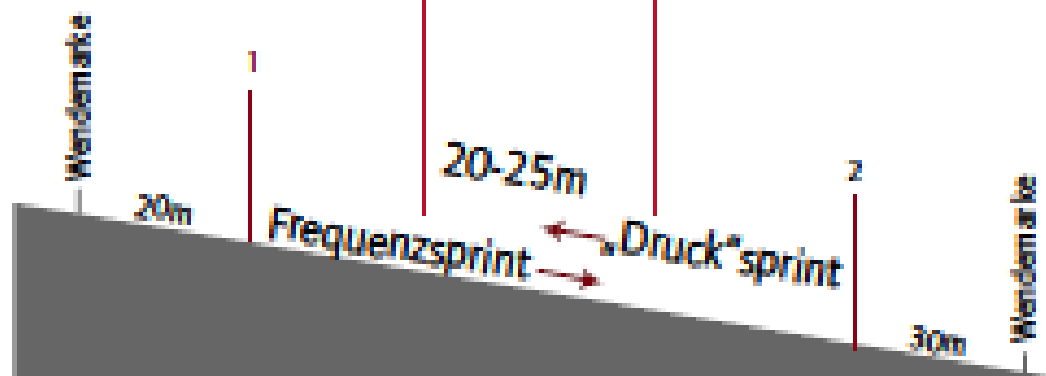 Wendemarke
1
20-25m
2
Wendemarke
20m
Frequenzsprint
„Druck“sprint
30m